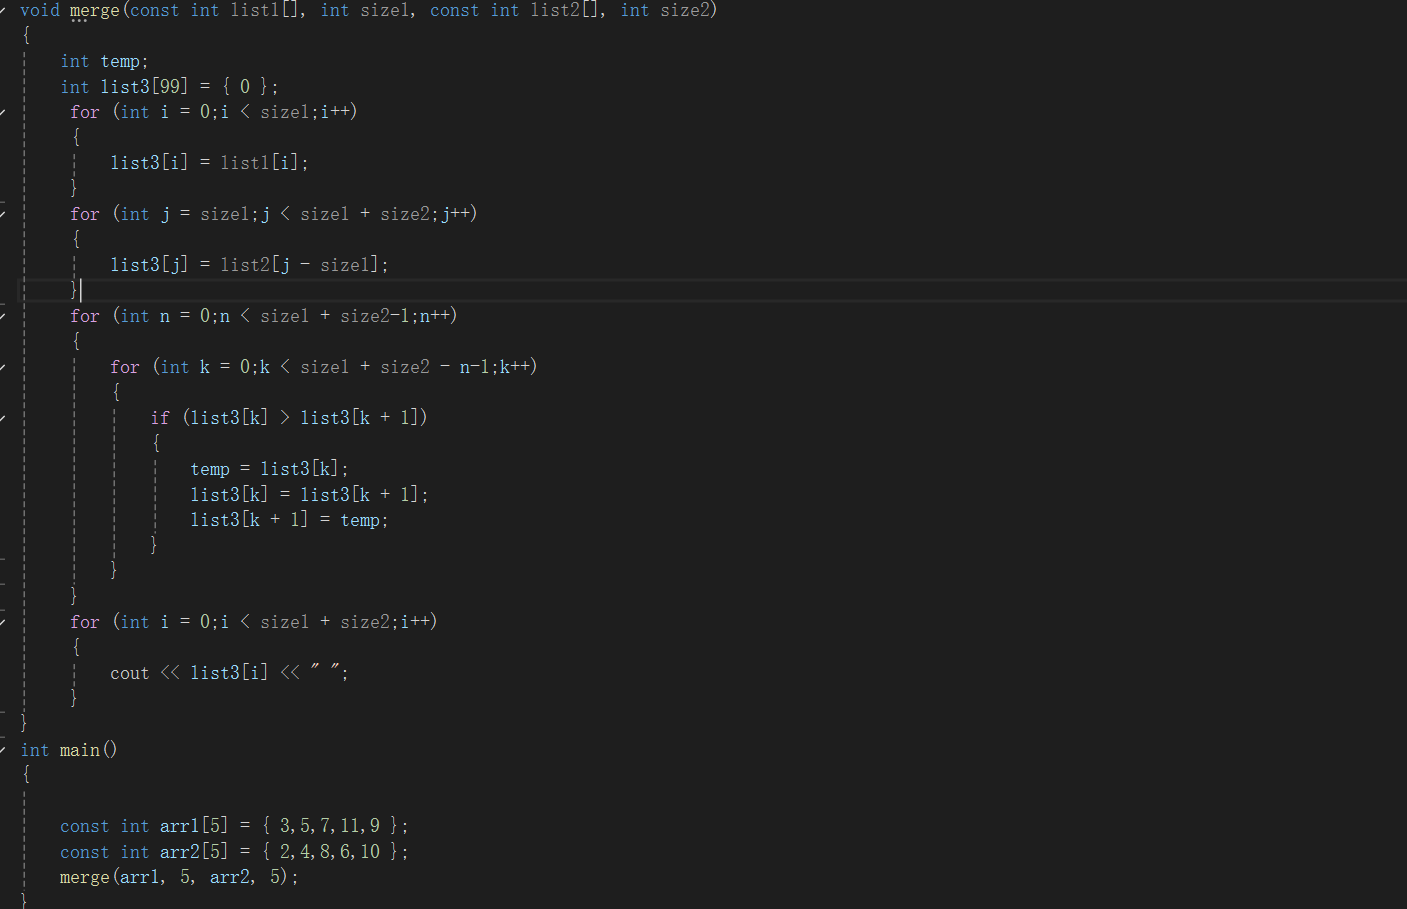 void merge(const int list1[], int size1, const int list2[], int size2)
{
int temp;
int list3[99] = { 0 };
for (int i = 0;i < size1;i++)
{
list3[i] = list1[i];
}
for (int j = size1;j < size1 + size2;j++)
{
list3[j] = list2[j - size1];
}
for (int n = 0;n < size1 + size2-1;n++)
{
for (int k = 0;k < size1 + size2 - n-1;k++)
{
if (list3[k] > list3[k + 1])
{
temp = list3[k];
list3[k] = list3[k + 1];
list3[k + 1] = temp;
}
}
}
for (int i = 0;i < size1 + size2;i++)
{
cout << list3[i] << " ";
}
}
int main()
{
const int arr1[5] = { 3,5,7,11,9 };
const int arr2[5] = { 2,4,8,6,10 };
merge(arr1, 5, arr2, 5);
}